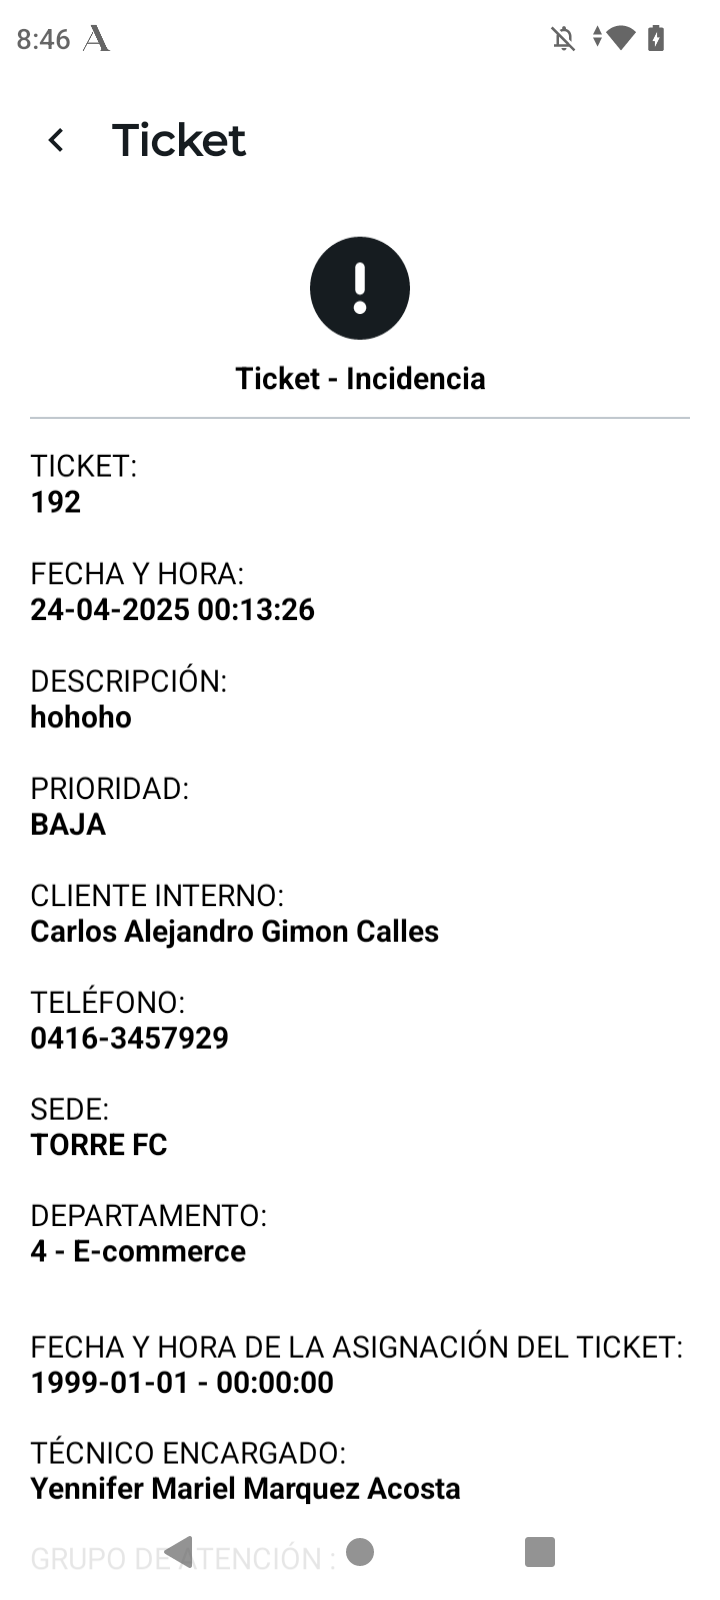 8:46
Ticket
Ticket - Incidencia
TICKET:
192
FECHA Y HORA:
24-04-2025 00:13:26
DESCRIPCIÓN:
hohoho
PRIORIDAD:
BAJA
CLIENTE INTERNO:
Carlos Alejandro Gimon Calles
TELÉFONO:
0416-3457929
SEDE:
TORRE FC
DEPARTAMENTO:
4 - E-commerce
FECHA Y HORA DE LA ASIGNACIÓN DEL TICKET:
1999-01-01 - 00:00:00
TÉCNICO ENCARGADO:
Yennifer Mariel Marquez Acosta
GRUPO DE ATENCIÓN :